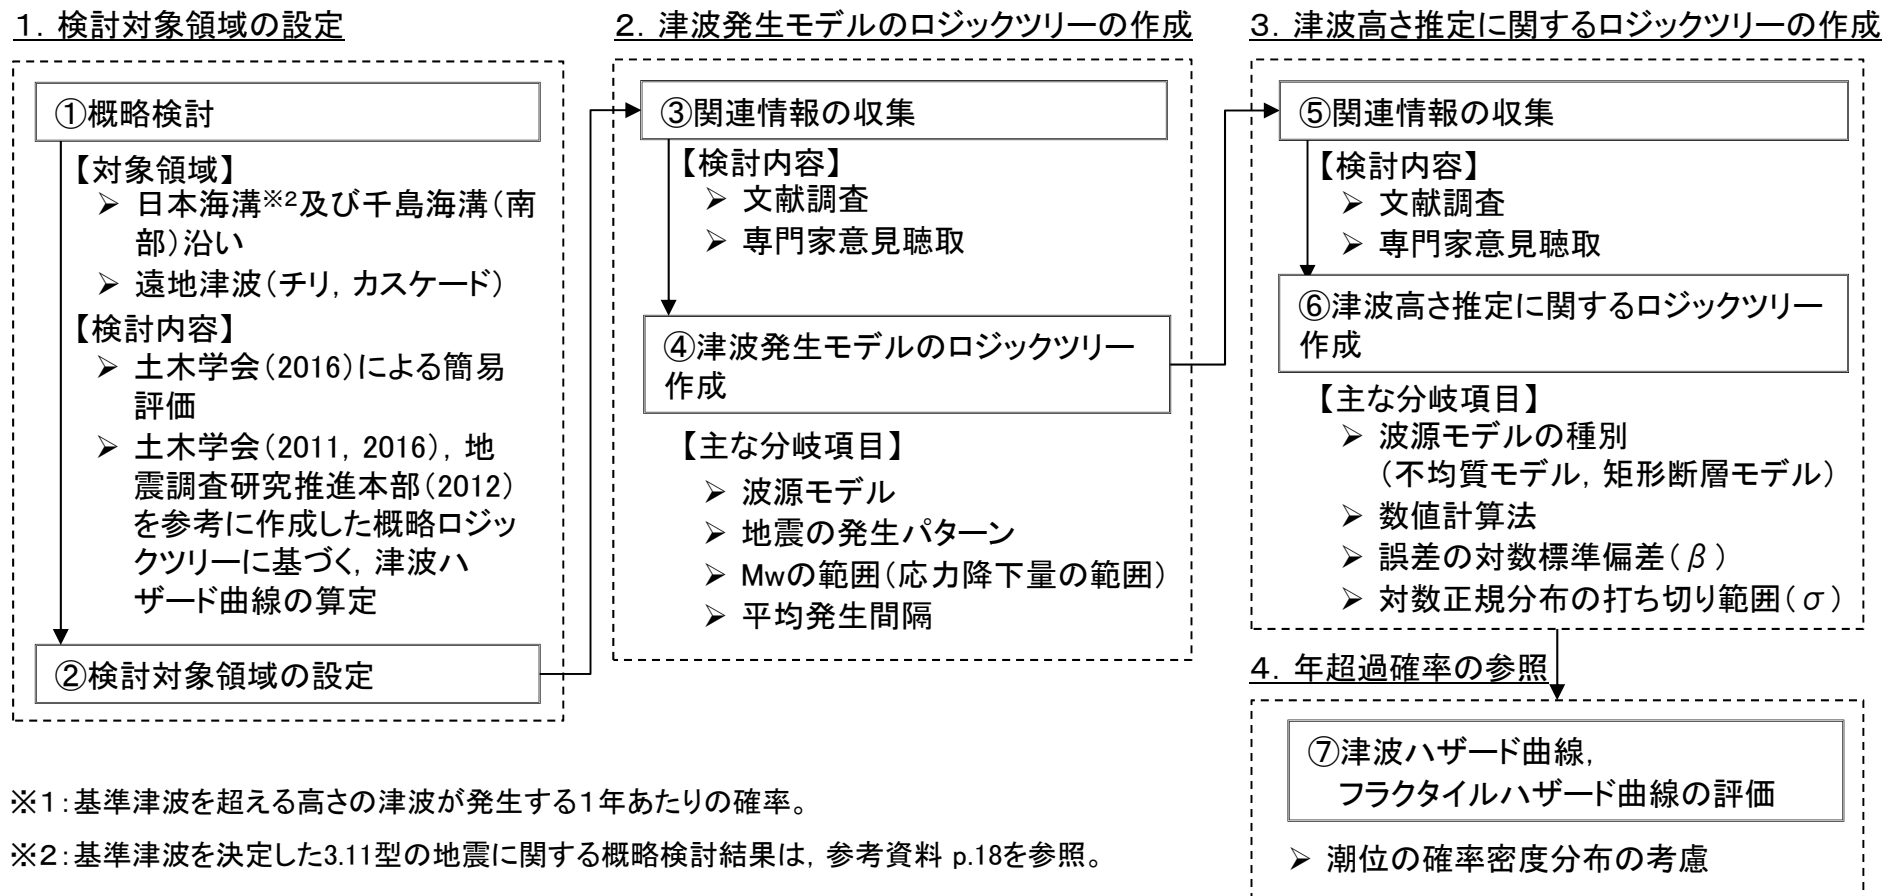 １．検討対象領域の設定
①概略検討
【対象領域】
➢ 日本海溝※2及び千島海溝（南
部）沿い
➢ 遠地津波（チリ，カスケード）
【検討内容】
➢ 土木学会（2016）による簡易
評価
➢ 土木学会（2011，2016），地
震調査研究推進本部（2012）
を参考に作成した概略ロジッ
クツリーに基づく，津波ハ
ザード曲線の算定
②検討対象領域の設定
２．津波発生モデルのロジックツリーの作成
③関連情報の収集
【検討内容】
➢ 文献調査
➢ 専門家意見聴取
④津波発生モデルのロジックツリー
作成
【主な分岐項目】
➢ 波源モデル
➢ 地震の発生パターン
➢ Mwの範囲（応力降下量の範囲）
➢ 平均発生間隔
３．津波高さ推定に関するロジックツリーの作成
⑤関連情報の収集
【検討内容】
➢ 文献調査
➢ 専門家意見聴取
⑥津波高さ推定に関するロジックツリー
作成
【主な分岐項目】
➢ 波源モデルの種別
（不均質モデル，矩形断層モデル）
➢ 数値計算法
➢ 誤差の対数標準偏差（β）
➢ 対数正規分布の打ち切り範囲（σ）
４．年超過確率の参照
⑦津波ハザード曲線，
フラクタイルハザード曲線の評価
➢ 潮位の確率密度分布の考慮
※１：基準津波を超える高さの津波が発生する１年あたりの確率。
※２：基準津波を決定した3.11型の地震に関する概略検討結果は，参考資料 p.18を参照。